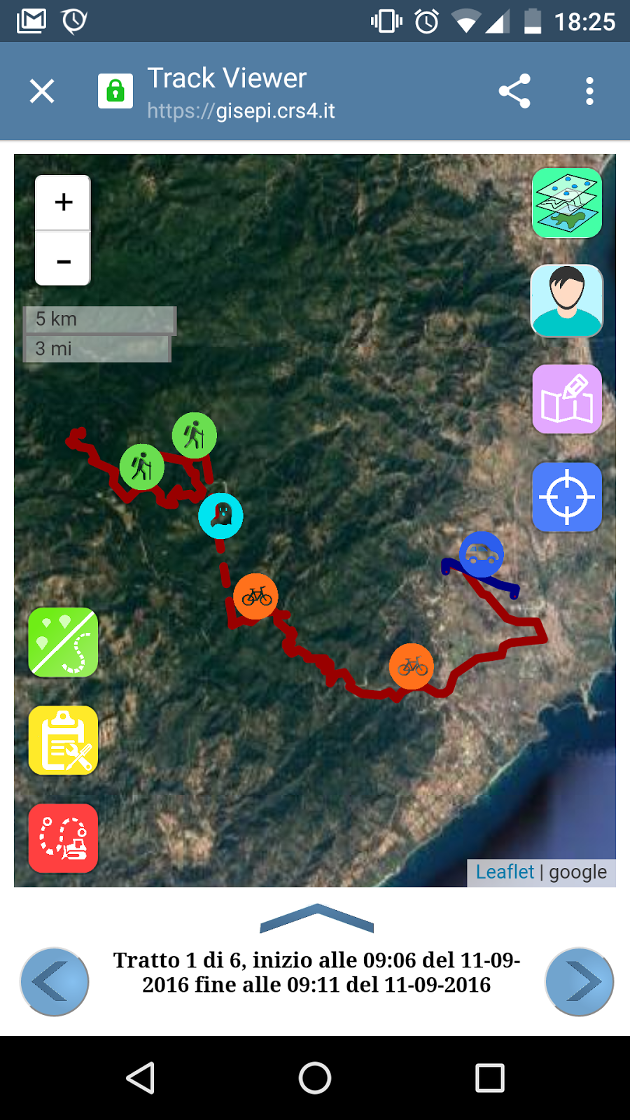 18:25
Track Viewer
https://gisepi.crs4.it
+
-
5 km
3 mi
Leaflet | google
Tratto 1 di 6, inizio alle 09:06 del 11-09-
2016 fine alle 09:11 del 11-09-2016